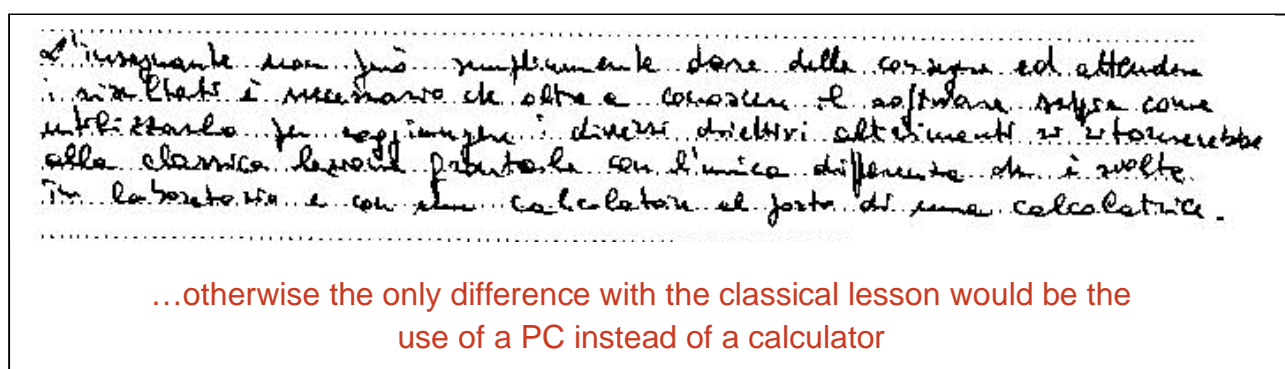 L'insegnante non può semplicemente dare delle consegne ed attendere
i risultati è necessario che oltre a conoscere il software sappia come
utilizzarlo per raggiungere i diversi obiettivi altrimenti si ritornerebbe
alla classica lezione frontale con l'unica differenza che è svolta
in laboratorio e con un calcolatore al posto di una calcolatrice.
…otherwise the only difference with the classical lesson would be the
use of a PC instead of a calculator